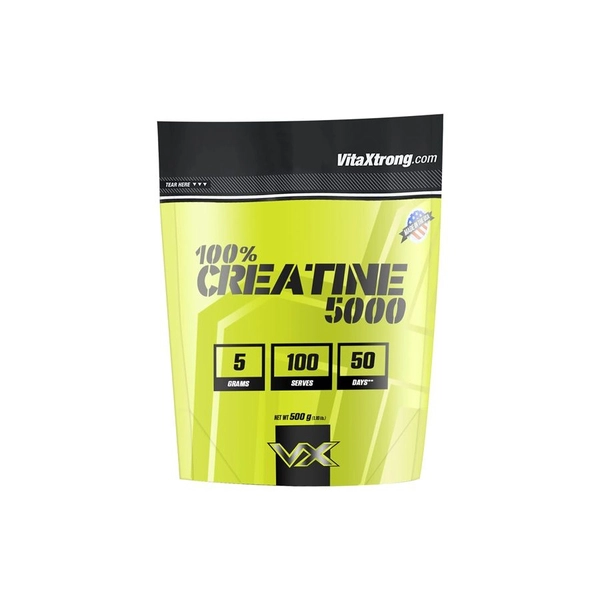 VitaXtrong.com
TEAR HERE
100%
CREATINE
5000
5
GRAMS
100
SERVES
50
DAYS**
NET WT 500 g
VX